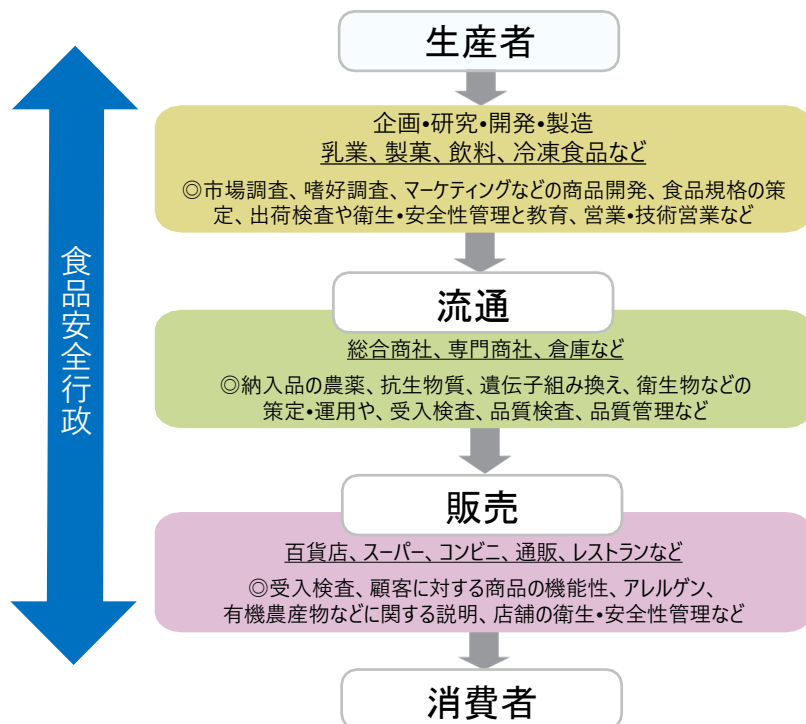 生産者
企画•研究・開発・製造
乳業、製菓、飲料、冷凍食品など
◎市場調査、嗜好調査、マーケティングなどの商品開発、食品規格の策
定、出荷検査や衛生•安全性管理と教育、営業・技術営業など
流通
総合商社、専門商社、倉庫など
◎納入品の農薬、抗生物質、遺伝子組み換え、衛生物などの
策定•運用や、受入検査、品質検査、品質管理など
販売
百貨店、スーパー、コンビニ、通販、レストランなど
◎受入検査、顧客に対する商品の機能性、アレルゲン、
有機農産物などに関する説明、店舗の衛生•安全性管理など
消費者
食品安全行政